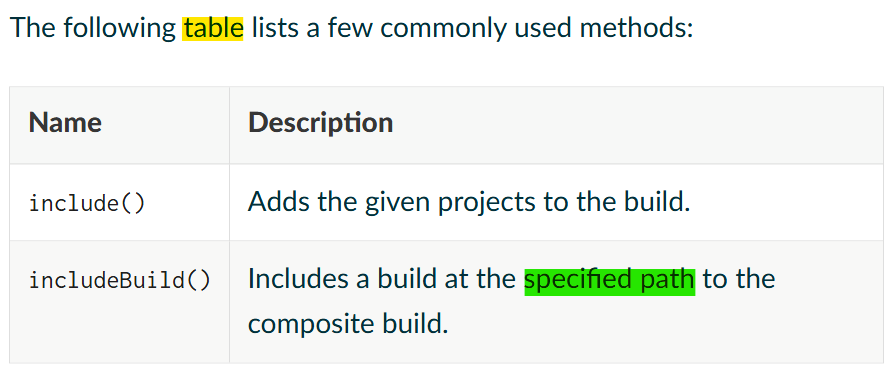 The following table lists a few commonly used methods:
Name Description
include() Adds the given projects to the build.
includeBuild() Includes a build at the specified path to the
composite build.